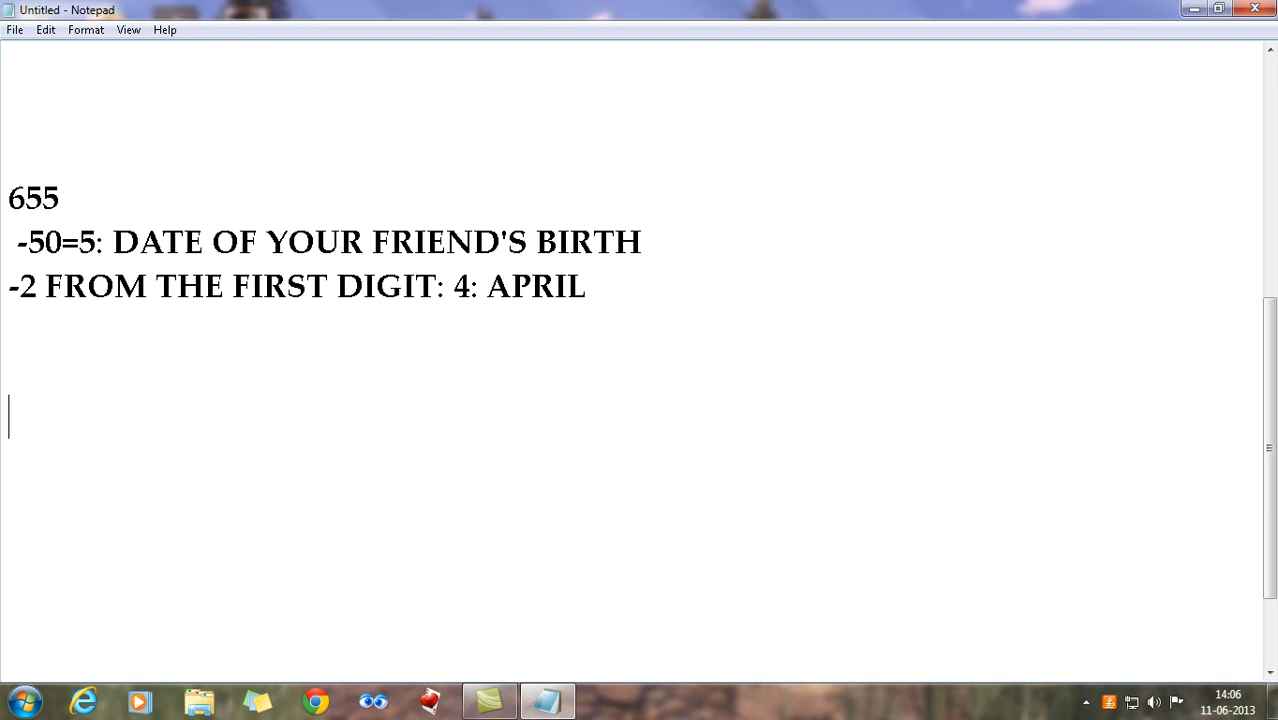 Untitled - Notepad
File Edit Format View Help
655
-50=5: DATE OF YOUR FRIEND'S BIRTH
-2 FROM THE FIRST DIGIT: 4: APRIL
14:06
11-06-2013